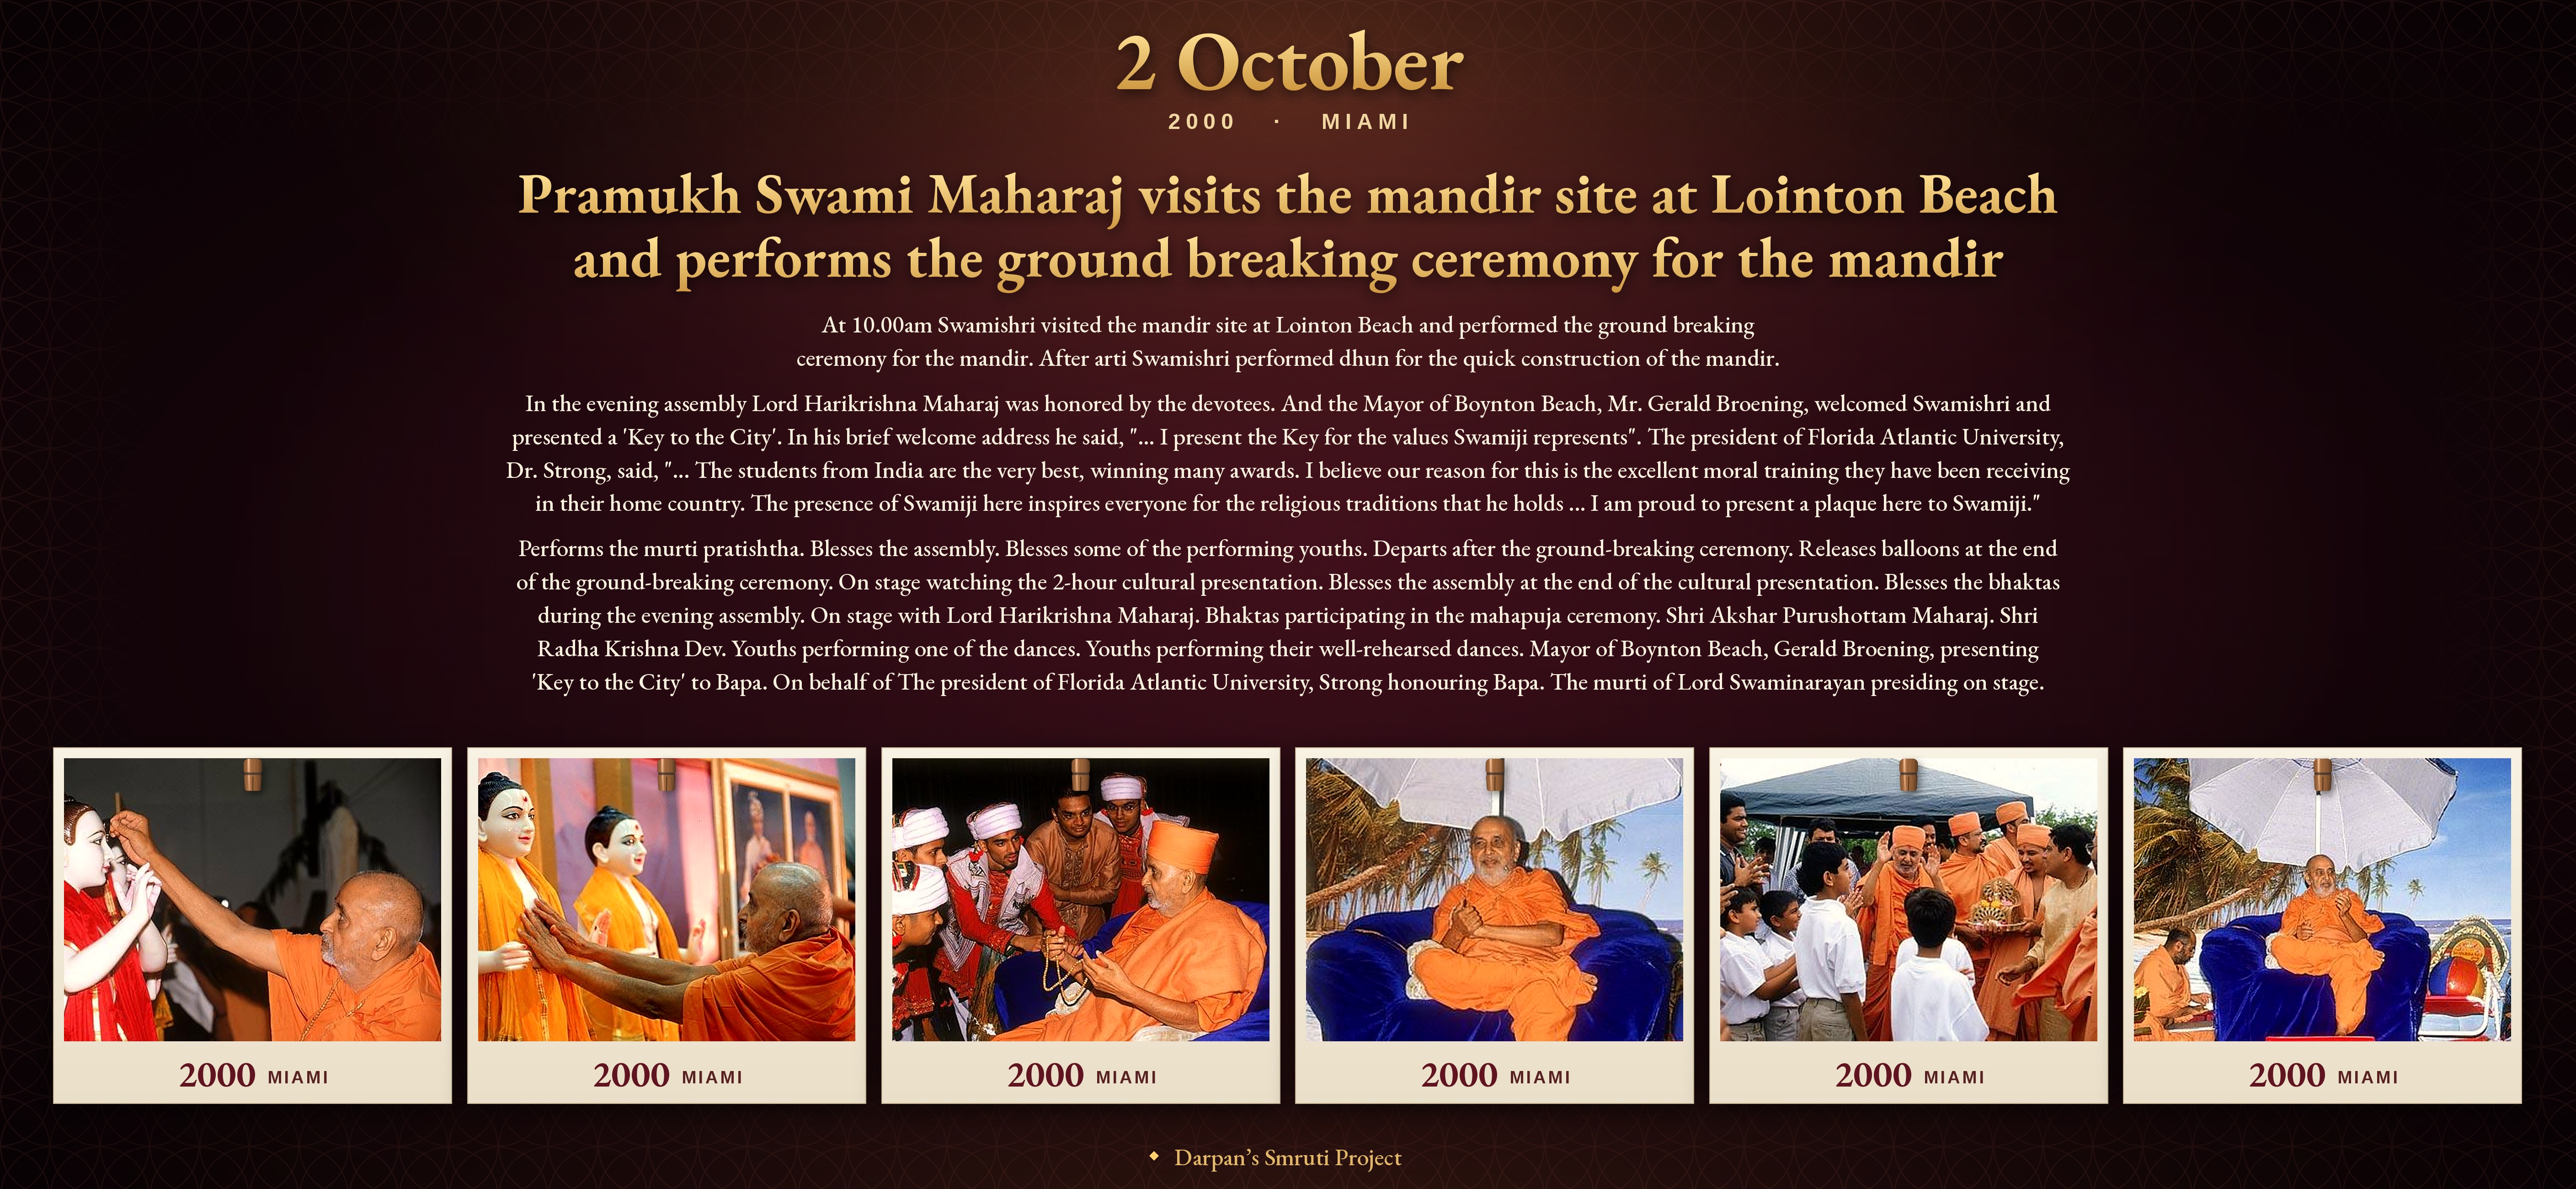 2 October
2000 · MIAMI
Pramukh Swami Maharaj visits the mandir site at Lointon Beach
and performs the ground breaking ceremony for the mandir
At 10.00am Swamishri visited the mandir site at Lointon Beach and performed the ground breaking
ceremony for the mandir. After arti Swamishri performed dhun for the quick construction of the mandir.
In the evening assembly Lord Harikrishna Maharaj was honored by the devotees. And the Mayor of Boynton Beach, Mr. Gerald Broening, welcomed Swamishri and
presented a 'Key to the City'. In his brief welcome address he said, "... I present the Key for the values Swamiji represents". The president of Florida Atlantic University,
Dr. Strong, said, "... The students from India are the very best, winning many awards. I believe our reason for this is the excellent moral training they have been receiving
in their home country. The presence of Swamiji here inspires everyone for the religious traditions that he holds ... I am proud to present a plaque here to Swamiji."
Performs the murti pratishtha. Blesses the assembly. Blesses some of the performing youths. Departs after the ground-breaking ceremony. Releases balloons at the end
of the ground-breaking ceremony. On stage watching the 2-hour cultural presentation. Blesses the assembly at the end of the cultural presentation. Blesses the bhaktas
during the evening assembly. On stage with Lord Harikrishna Maharaj. Bhaktas participating in the mahapuja ceremony. Shri Akshar Purushottam Maharaj. Shri
Radha Krishna Dev. Youths performing one of the dances. Youths performing their well-rehearsed dances. Mayor of Boynton Beach, Gerald Broening, presenting
'Key to the City' to Bapa. On behalf of The president of Florida Atlantic University, Strong honouring Bapa. The murti of Lord Swaminarayan presiding on stage.
2000 MIAMI
2000 MIAMI
2000 MIAMI
2000 MIAMI
2000 MIAMI
2000 MIAMI
Darpan’s Smruti Project